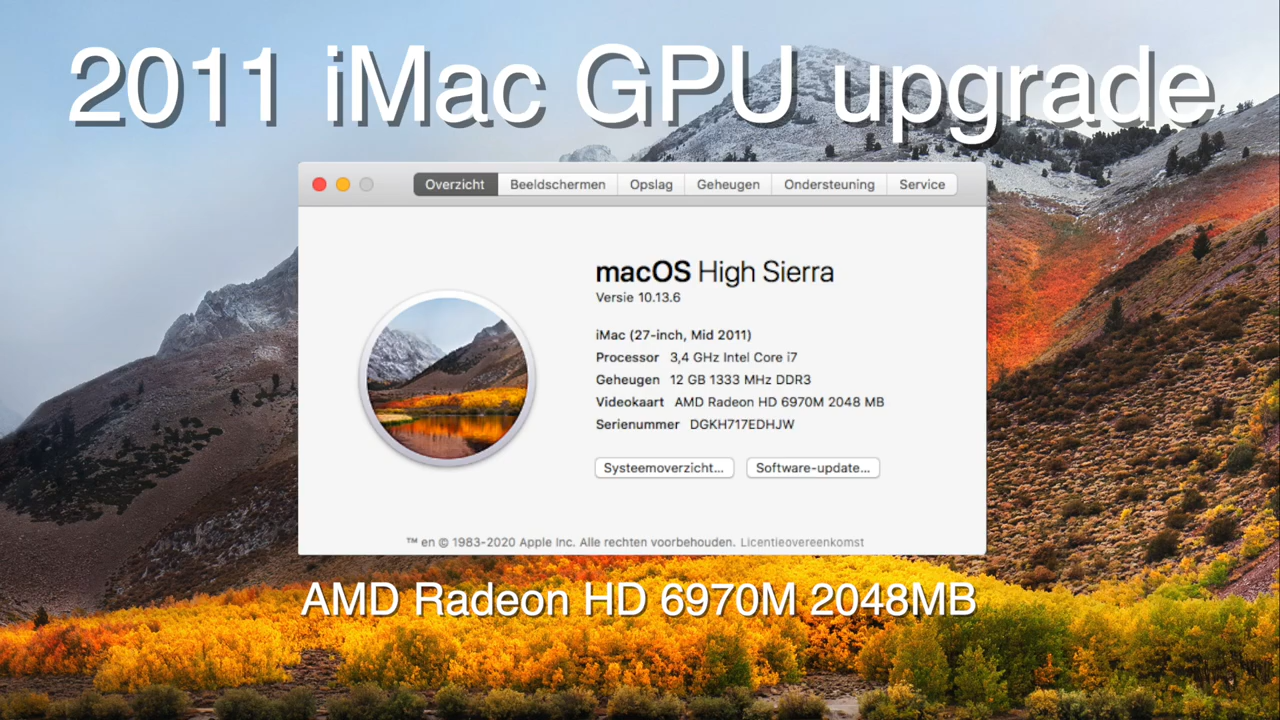 2011 iMac GPU upgrade
Overzicht Beeldschermen Opslag Geheugen Ondersteuning Service
macOS High Sierra
Versie 10.13.6
iMac (27-inch, Mid 2011)
Processor 3,4 GHz Intel Core i7
Geheugen 12 GB 1333 MHz DDR3
Videokaart AMD Radeon HD 6970M 2048 MB
Serienummer DGKH717EDHJW
Systeemoverzicht... Software-update...
™ en © 1983-2020 Apple Inc. Alle rechten voorbehouden. Licentieovereenkomst
AMD Radeon HD 6970M 2048MB